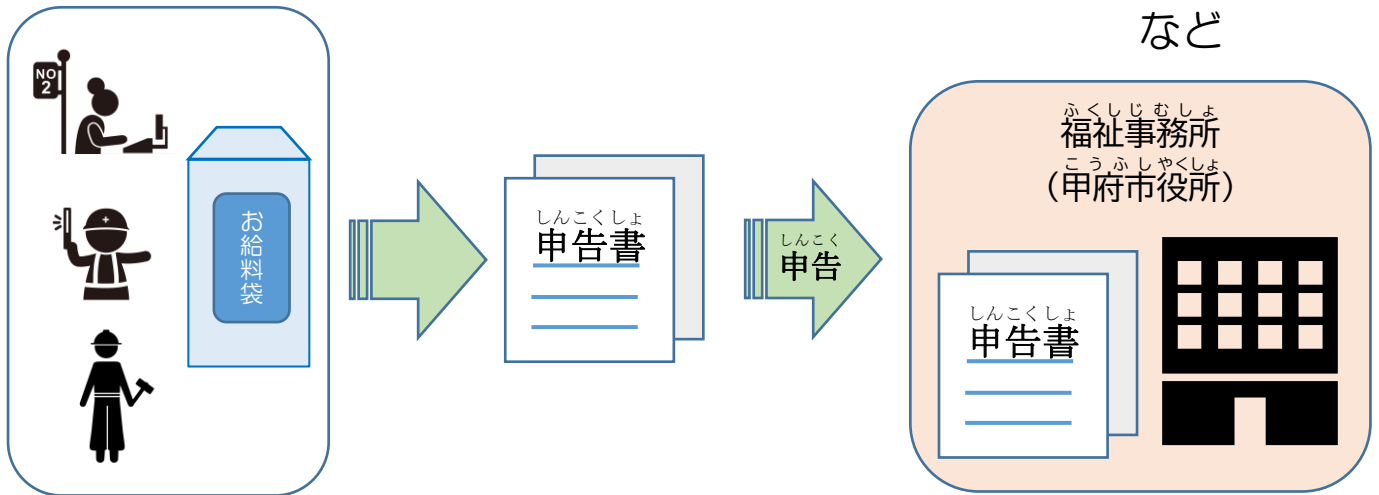 など
NO
2
お給料袋
しんこくしょ
申告書
しんこく
申告
ふくしじむしょ
福祉事務所
こうふしやくしょ
（甲府市役所）
しんこくしょ
申告書